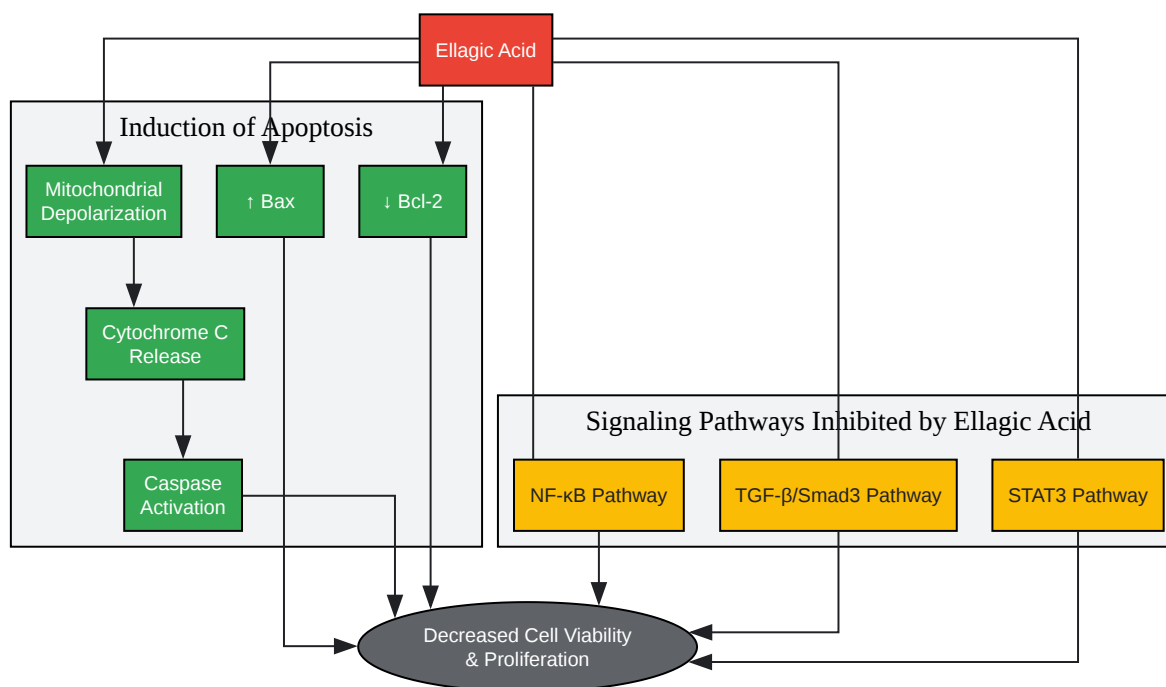 Ellagic Acid
Induction of Apoptosis
Mitochondrial
Depolarization
↑ Bax
↓ Bcl-2
Cytochrome C
Release
Signaling Pathways Inhibited by Ellagic Acid
Caspase
Activation
NF-κB Pathway
TGF-β/Smad3 Pathway
STAT3 Pathway
Decreased Cell Viability
& Proliferation